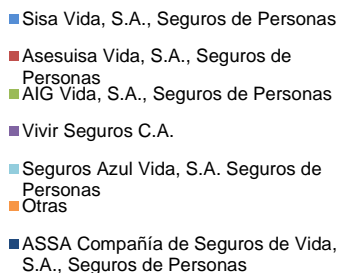 Sisa Vida, S.A., Seguros de Personas
Asesuisa Vida, S.A., Seguros de
Personas
AIG Vida, S.A., Seguros de Personas
Vivir Seguros C.A.
Seguros Azul Vida, S.A. Seguros de
Personas
Otras
ASSA Compañía de Seguros de Vida,
S.A., Seguros de Personas